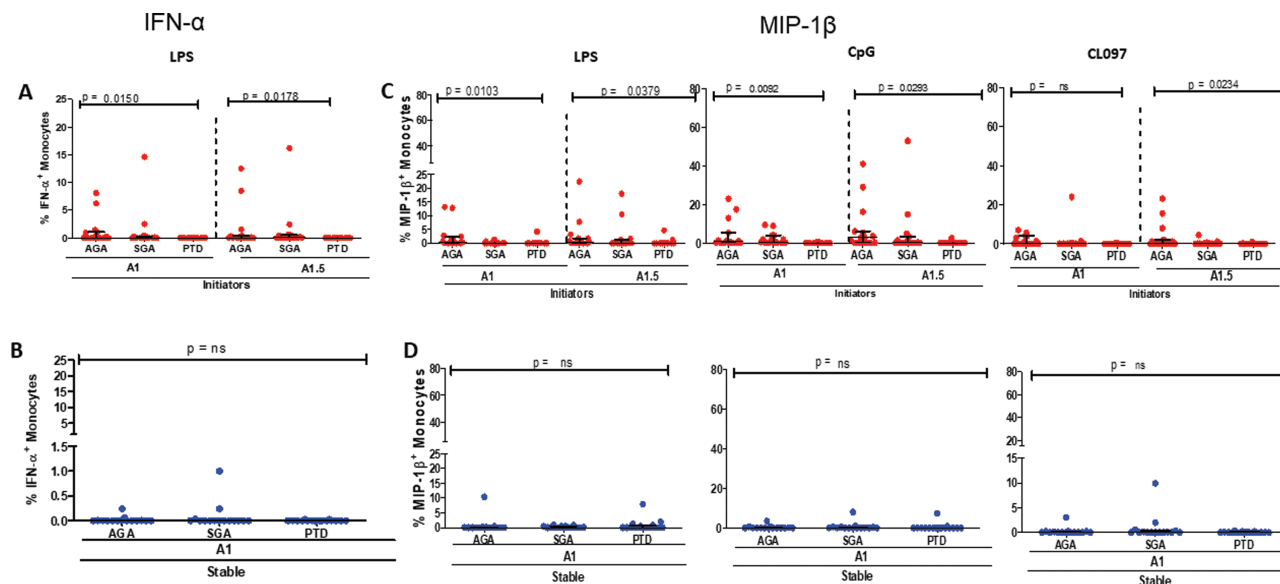 IFN-α
MIP-1β
LPS
LPS
CpG
CL097
A
p = 0.0150
p = 0.0178
% IFN-α⁺ Monocytes
25
20
15
10
5
0
AGA SGA PTD AGA SGA PTD
A1 A1.5
Initiators
C
p = 0.0103
p = 0.0379
% MIP-1β⁺ Monocytes
80
60
40
25
20
15
10
5
0
AGA SGA PTD AGA SGA PTD
A1 A1.5
Initiators
p = 0.0092
p = 0.0293
80
60
40
20
0
AGA SGA PTD AGA SGA PTD
A1 A1.5
Initiators
p = ns
p = 0.0234
80
60
40
20
0
AGA SGA PTD AGA SGA PTD
A1 A1.5
Initiators
B
p = ns
% IFN-α⁺ Monocytes
25
20
15
10
5
1.5
1.0
0.5
0.0
AGA SGA PTD
A1
Stable
D
p = ns
% MIP-1β⁺ Monocytes
80
60
40
20
15
10
5
0
AGA SGA PTD
A1
Stable
p = ns
80
60
40
20
0
AGA SGA PTD
A1
Stable
p = ns
80
60
40
20
15
10
5
0
AGA SGA PTD
A1
Stable